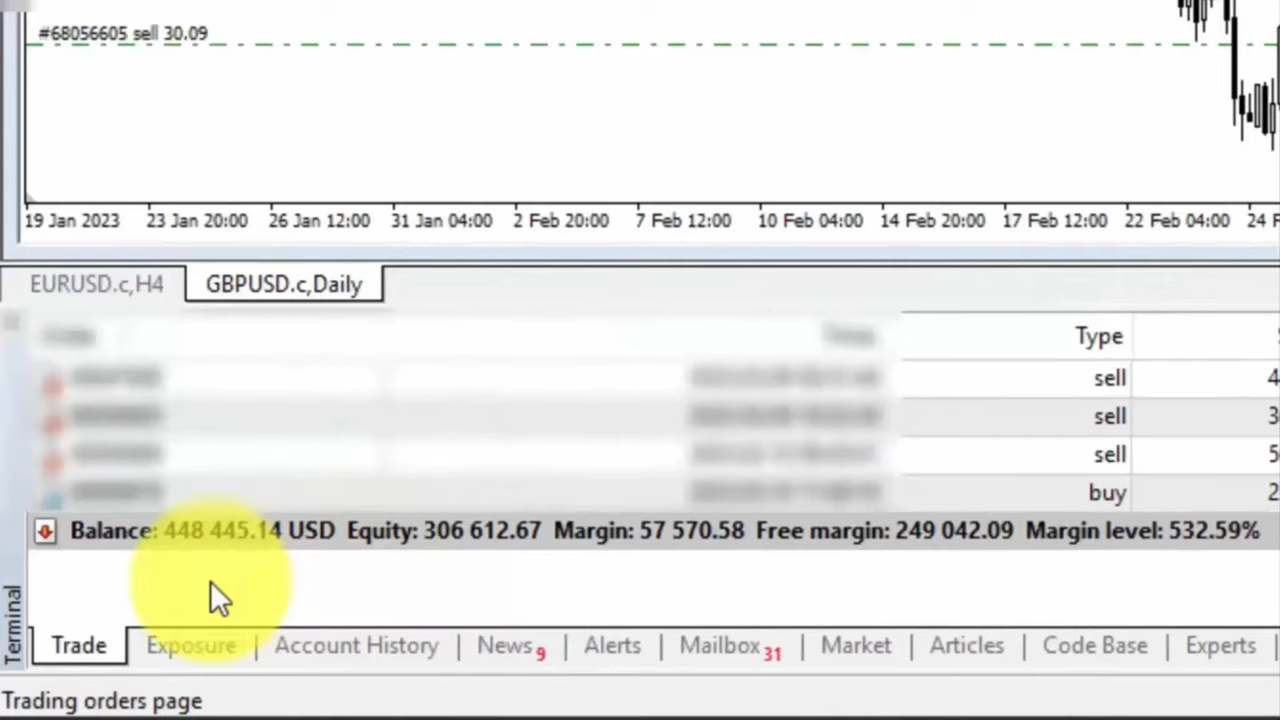 #68056605 sell 30.09
19 Jan 2023 23 Jan 20:00 26 Jan 12:00 31 Jan 04:00 2 Feb 20:00 7 Feb 12:00 10 Feb 04:00 14 Feb 20:00 17 Feb 12:00 22 Feb 04:00 24 F
EURUSD.c,H4 GBPUSD.c,Daily
Type
sell 4
sell 3
sell 5
buy 2
Balance: 448 445.14 USD Equity: 306 612.67 Margin: 57 570.58 Free margin: 249 042.09 Margin level: 532.59%
Terminal
Trade Exposure Account History News 9 Alerts Mailbox 31 Market Articles Code Base Experts
Trading orders page